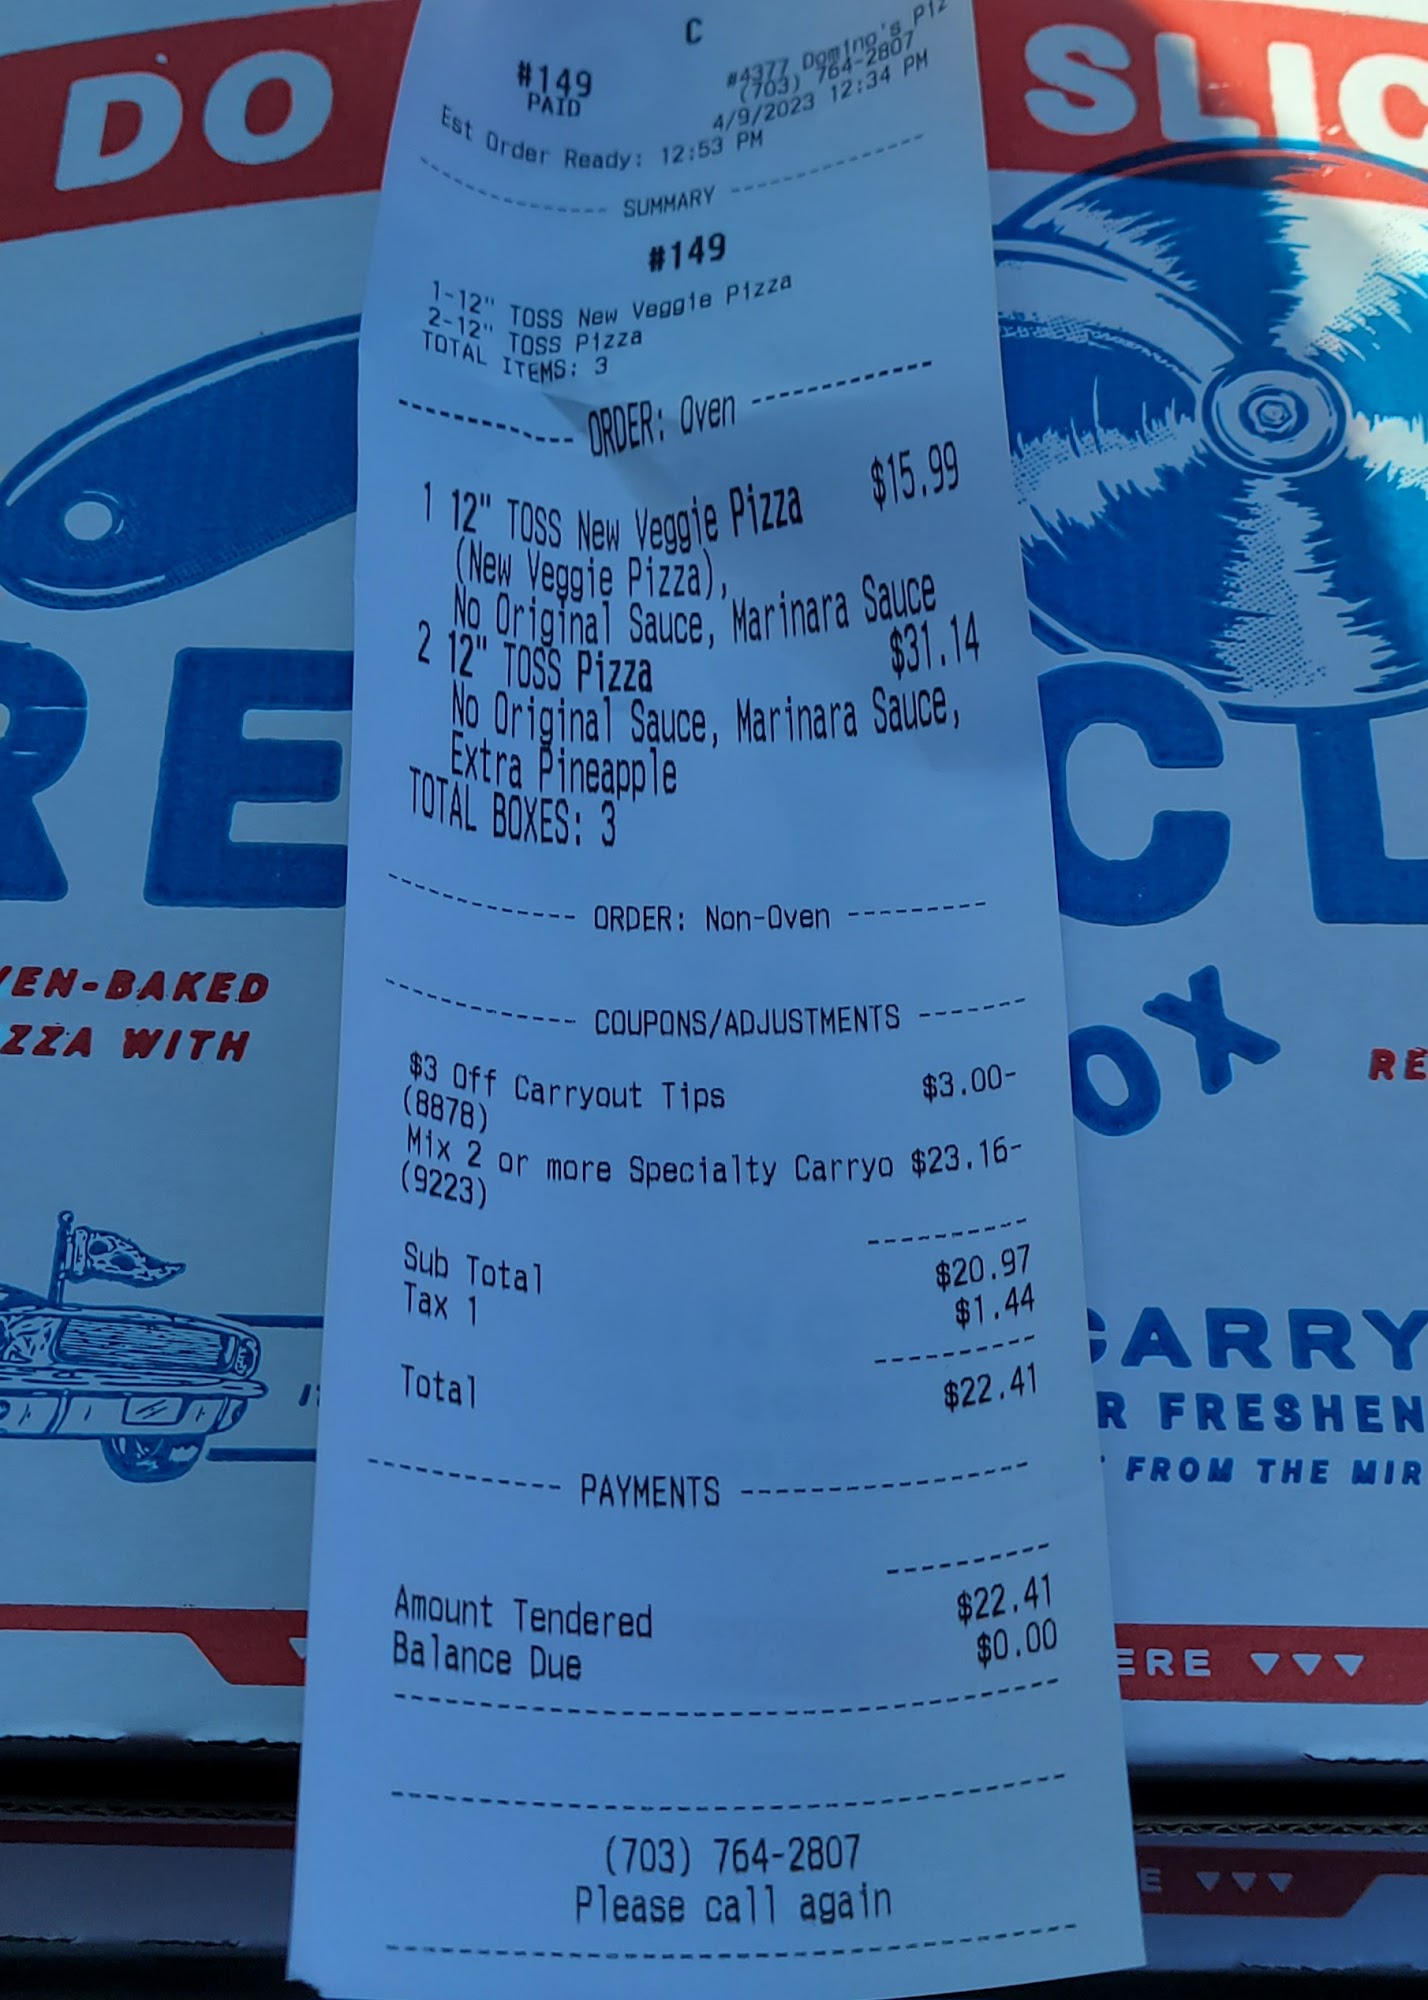 DO
SLIC
C
#149
PAID
#4377 Domino's Piz
(703) 764-2807
4/9/2023 12:34 PM
Est Order Ready: 12:53 PM
SUMMARY
#149
1-12" TOSS New Veggie Pizza
2-12" TOSS Pizza
TOTAL ITEMS: 3
ORDER: Oven
1 12" TOSS New Veggie Pizza $15.99
(New Veggie Pizza),
No Original Sauce, Marinara Sauce
2 12" TOSS Pizza $31.14
No Original Sauce, Marinara Sauce,
Extra Pineapple
TOTAL BOXES: 3
ORDER: Non-Oven
COUPONS/ADJUSTMENTS
$3 Off Carryout Tips $3.00-
(8878)
Mix 2 or more Specialty Carryo $23.16-
(9223)
Sub Total $20.97
Tax 1 $1.44
Total $22.41
PAYMENTS
Amount Tendered $22.41
Balance Due $0.00
(703) 764-2807
Please call again
RE
CL
VEN-BAKED
ZZA WITH
OX
RE
CARRY
R FRESHEN
FROM THE MIR
ERE
E